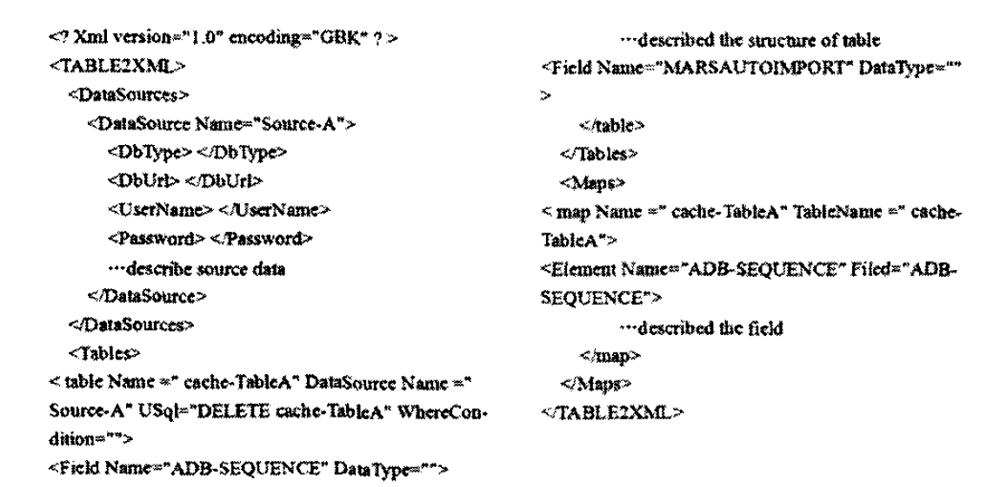 <? Xml version="1.0" encoding="GBK" ? >
<TABLE2XML>
<DataSources>
<DataSource Name="Source-A">
<DbType> </DbType>
<DbUrl> </DbUrl>
<UserName> </UserName>
<Password> </Password>
…describe source data
</DataSource>
</DataSources>
<Tables>
< table Name =" cache-TableA" DataSource Name ="
Source-A" USql="DELETE cache-TableA" WhereCon-
dition="">
<Field Name="ADB-SEQUENCE" DataType="">
…described the structure of table
<Field Name="MARSAUTOIMPORT" DataType=""
>
</table>
</Tables>
<Maps>
< map Name =" cache-TableA" TableName =" cache-
TableA">
<Element Name="ADB-SEQUENCE" Filed="ADB-
SEQUENCE">
…described the field
</map>
</Maps>
</TABLE2XML>